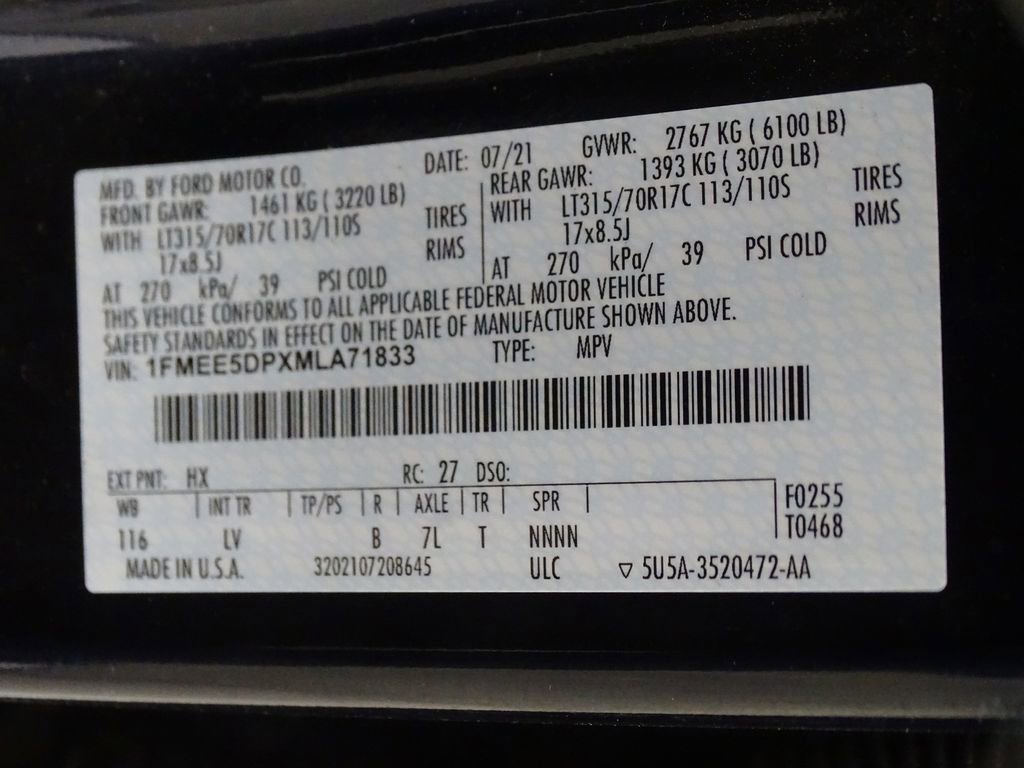 MFD. BY FORD MOTOR CO. DATE: 07/21 GVWR: 2767 KG ( 6100 LB)
FRONT GAWR: 1461 KG ( 3220 LB)
WITH LT315/70R17C 113/110S TIRES
17x8.5J RIMS
AT 270 kPa/ 39 PSI COLD
REAR GAWR: 1393 KG ( 3070 LB)
WITH LT315/70R17C 113/110S TIRES
17x8.5J RIMS
AT 270 kPa/ 39 PSI COLD
THIS VEHICLE CONFORMS TO ALL APPLICABLE FEDERAL MOTOR VEHICLE
SAFETY STANDARDS IN EFFECT ON THE DATE OF MANUFACTURE SHOWN ABOVE.
VIN: 1FMEE5DPXMLA71833 TYPE: MPV
EXT PNT: HX RC: 27 DSO:
WB INT TR TP/PS R AXLE TR SPR F0255
116 LV B 7L T NNNN T0468
MADE IN U.S.A. 3202107208645 ULC ▽ 5U5A-3520472-AA